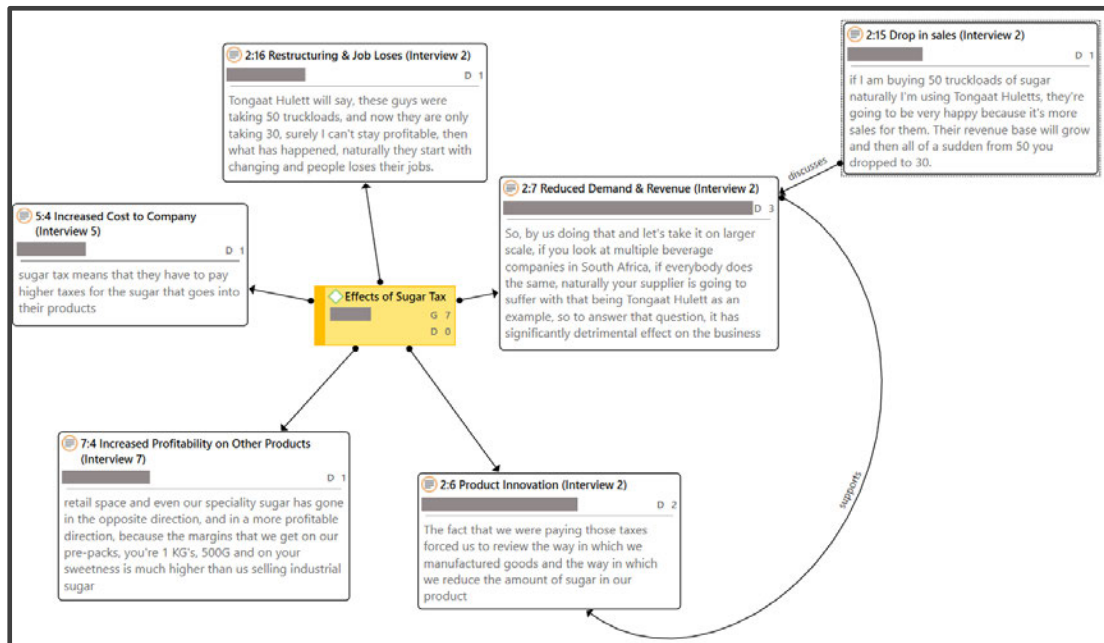 2:16 Restructuring & Job Loses (Interview 2)
D 1
Tongaat Hulett will say, these guys were
taking 50 truckloads, and now they are only
taking 30, surely I can't stay profitable, then
what has happened, naturally they start with
changing and people loses their jobs.
2:15 Drop in sales (Interview 2)
D 1
if I am buying 50 truckloads of sugar
naturally I'm using Tongaat Huletts, they're
going to be very happy because it's more
sales for them. Their revenue base will grow
and then all of a sudden from 50 you
dropped to 30.
discusses
2:7 Reduced Demand & Revenue (Interview 2)
D 3
So, by us doing that and let's take it on larger
scale, if you look at multiple beverage
companies in South Africa, if everybody does
the same, naturally your supplier is going to
suffer with that being Tongaat Hulett as an
example, so to answer that question, it has
significantly detrimental effect on the business
5:4 Increased Cost to Company
(Interview 5)
D 1
sugar tax means that they have to pay
higher taxes for the sugar that goes into
their products
Effects of Sugar Tax
G 7
D 0
7:4 Increased Profitability on Other Products
(Interview 7)
D 1
retail space and even our speciality sugar has gone
in the opposite direction, and in a more profitable
direction, because the margins that we get on our
pre-packs, you're 1 KG's, 500G and on your
sweetness is much higher than us selling industrial
sugar
2:6 Product Innovation (Interview 2)
D 2
The fact that we were paying those taxes
forced us to review the way in which we
manufactured goods and the way in which
we reduce the amount of sugar in our
product
supports